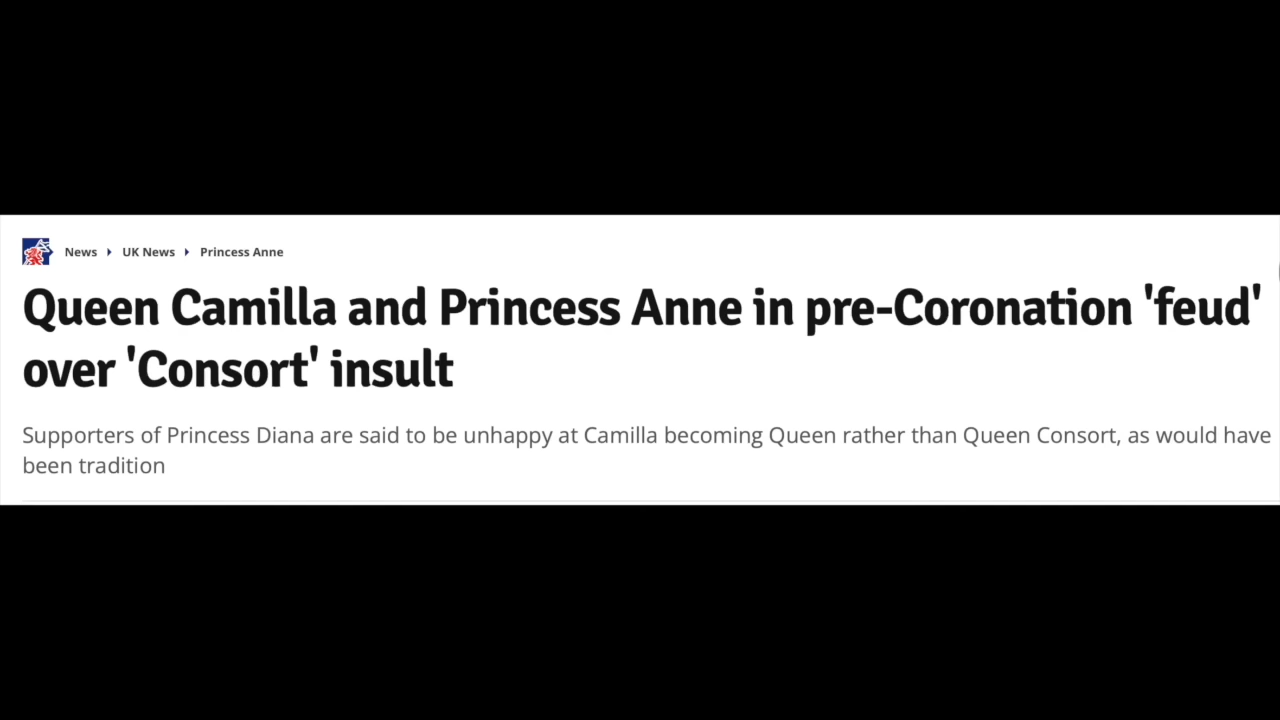 News UK News Princess Anne
Queen Camilla and Princess Anne in pre-Coronation 'feud'
over 'Consort' insult
Supporters of Princess Diana are said to be unhappy at Camilla becoming Queen rather than Queen Consort, as would have
been tradition